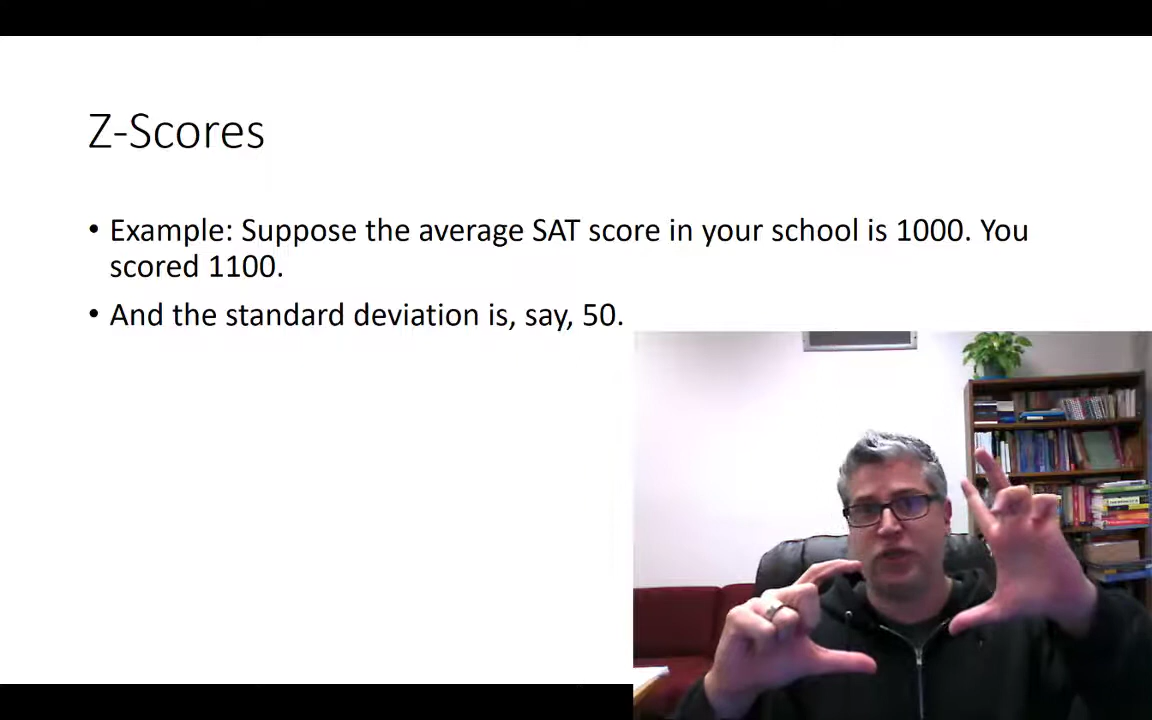 Z-Scores
• Example: Suppose the average SAT score in your school is 1000. You
scored 1100.
• And the standard deviation is, say, 50.